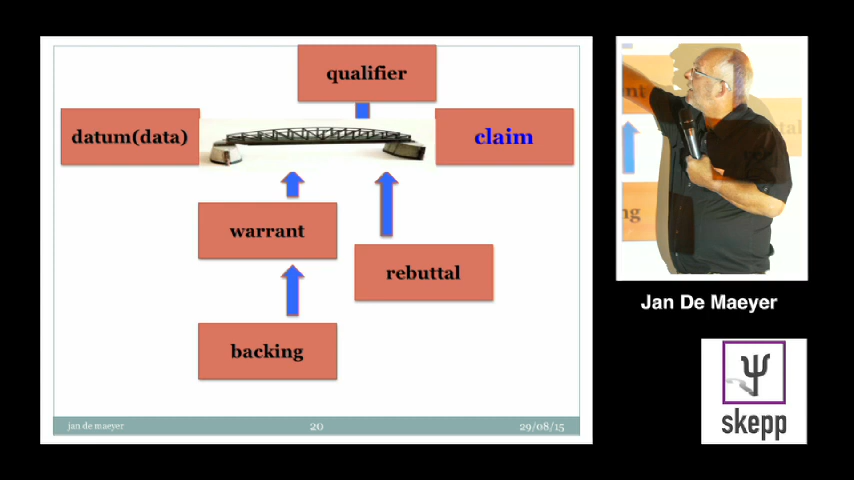 qualifier
datum(data)
claim
warrant
rebuttal
backing
jan de maeyer
20
29/08/15
Jan De Maeyer
skepp